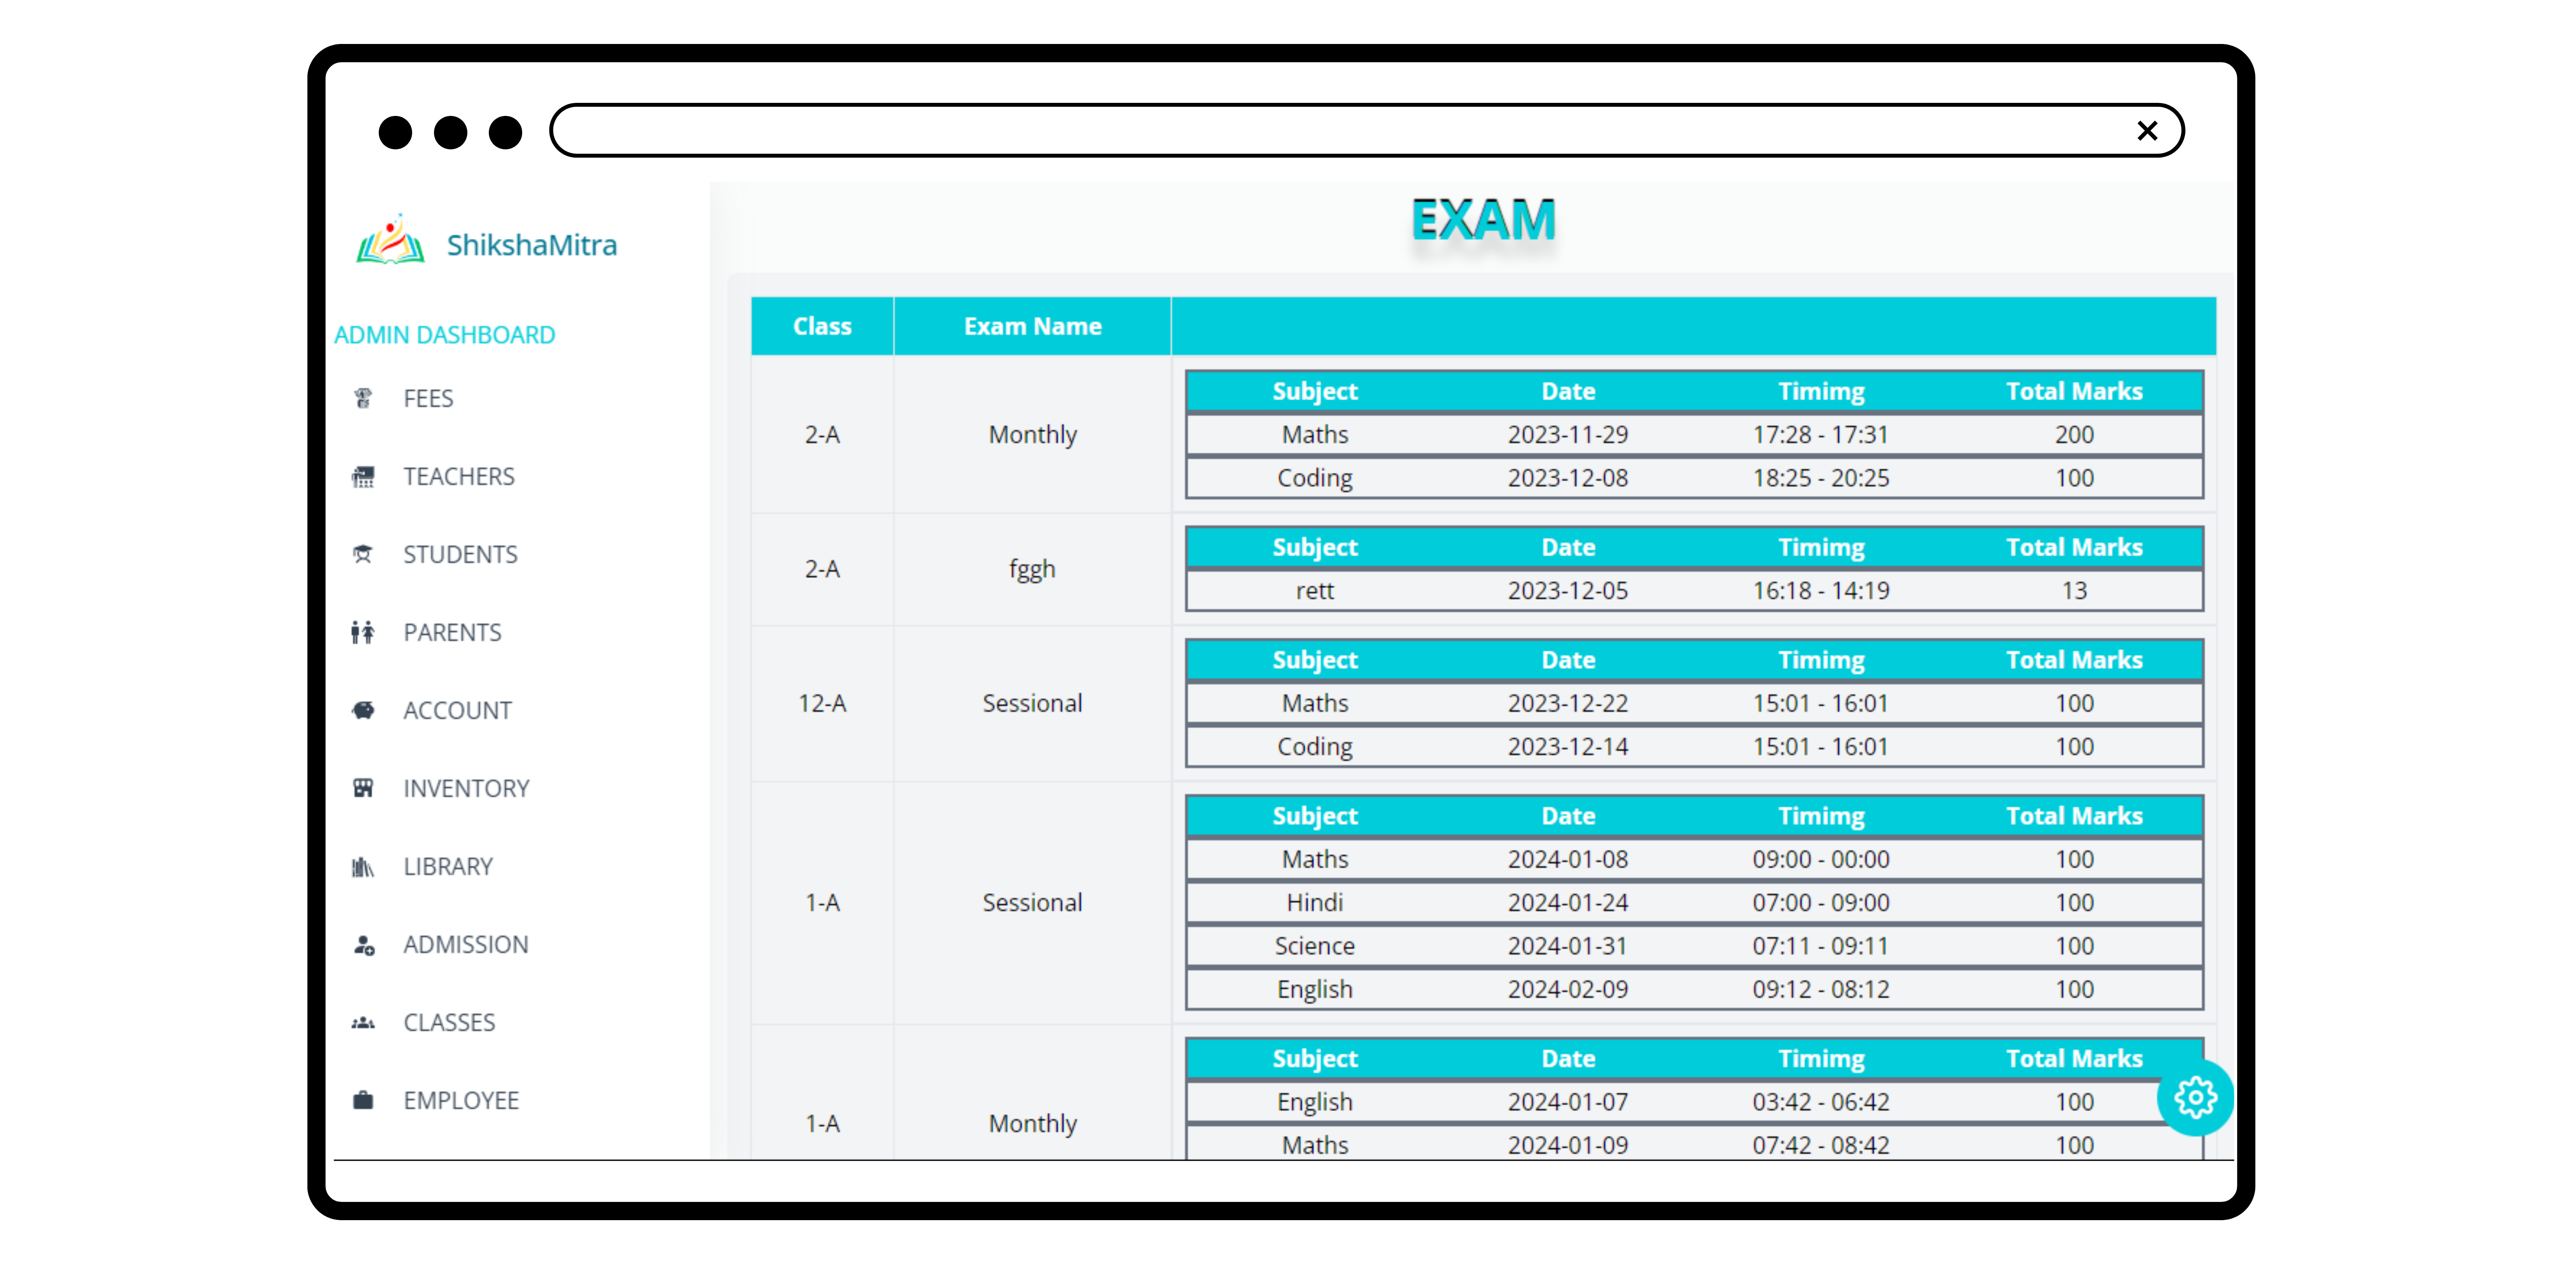 ShikshaMitra
ADMIN DASHBOARD
FEES
TEACHERS
STUDENTS
PARENTS
ACCOUNT
INVENTORY
LIBRARY
ADMISSION
CLASSES
EMPLOYEE
EXAM
Class Exam Name
2-A Monthly
Subject Date Timimg Total Marks
Maths 2023-11-29 17:28 - 17:31 200
Coding 2023-12-08 18:25 - 20:25 100
2-A fggh
Subject Date Timimg Total Marks
rett 2023-12-05 16:18 - 14:19 13
12-A Sessional
Subject Date Timimg Total Marks
Maths 2023-12-22 15:01 - 16:01 100
Coding 2023-12-14 15:01 - 16:01 100
1-A Sessional
Subject Date Timimg Total Marks
Maths 2024-01-08 09:00 - 00:00 100
Hindi 2024-01-24 07:00 - 09:00 100
Science 2024-01-31 07:11 - 09:11 100
English 2024-02-09 09:12 - 08:12 100
1-A Monthly
Subject Date Timimg Total Marks
English 2024-01-07 03:42 - 06:42 100
Maths 2024-01-09 07:42 - 08:42 100